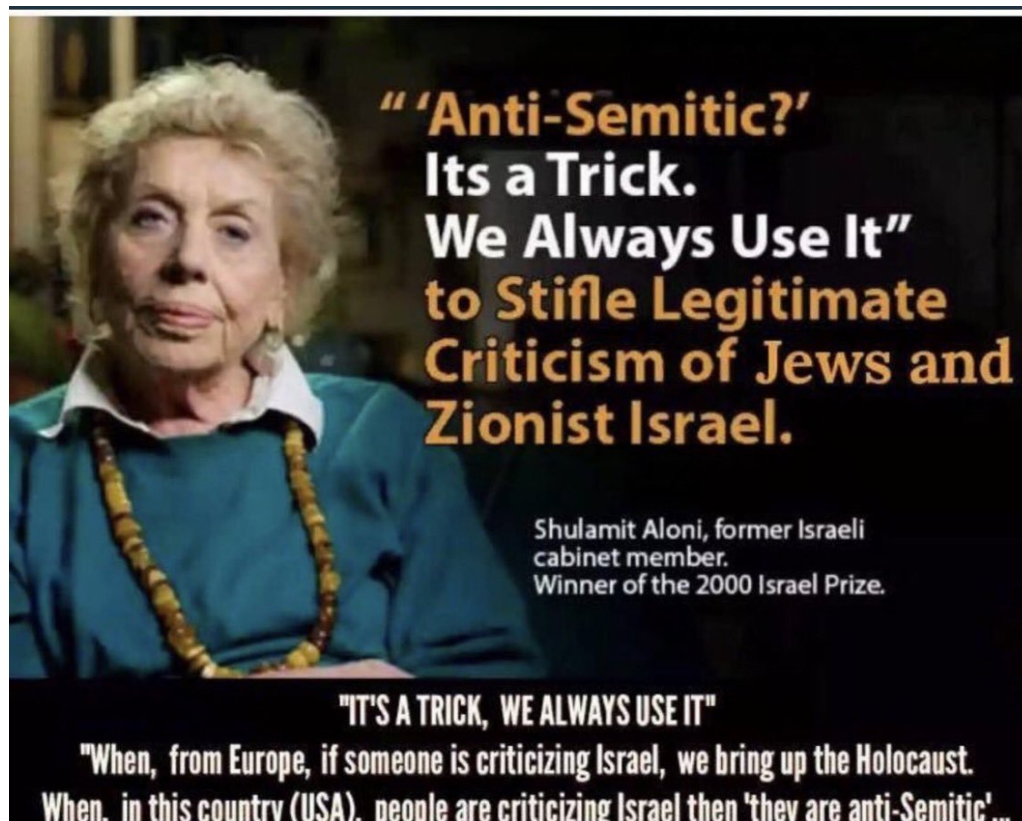 “ ‘Anti-Semitic?’
Its a Trick.
We Always Use It”
to Stifle Legitimate
Criticism of Jews and
Zionist Israel.
Shulamit Aloni, former Israeli
cabinet member.
Winner of the 2000 Israel Prize.
"IT'S A TRICK, WE ALWAYS USE IT"
"When, from Europe, if someone is criticizing Israel, we bring up the Holocaust.
When, in this country (USA), people are criticizing Israel then 'they are anti-Semitic'...